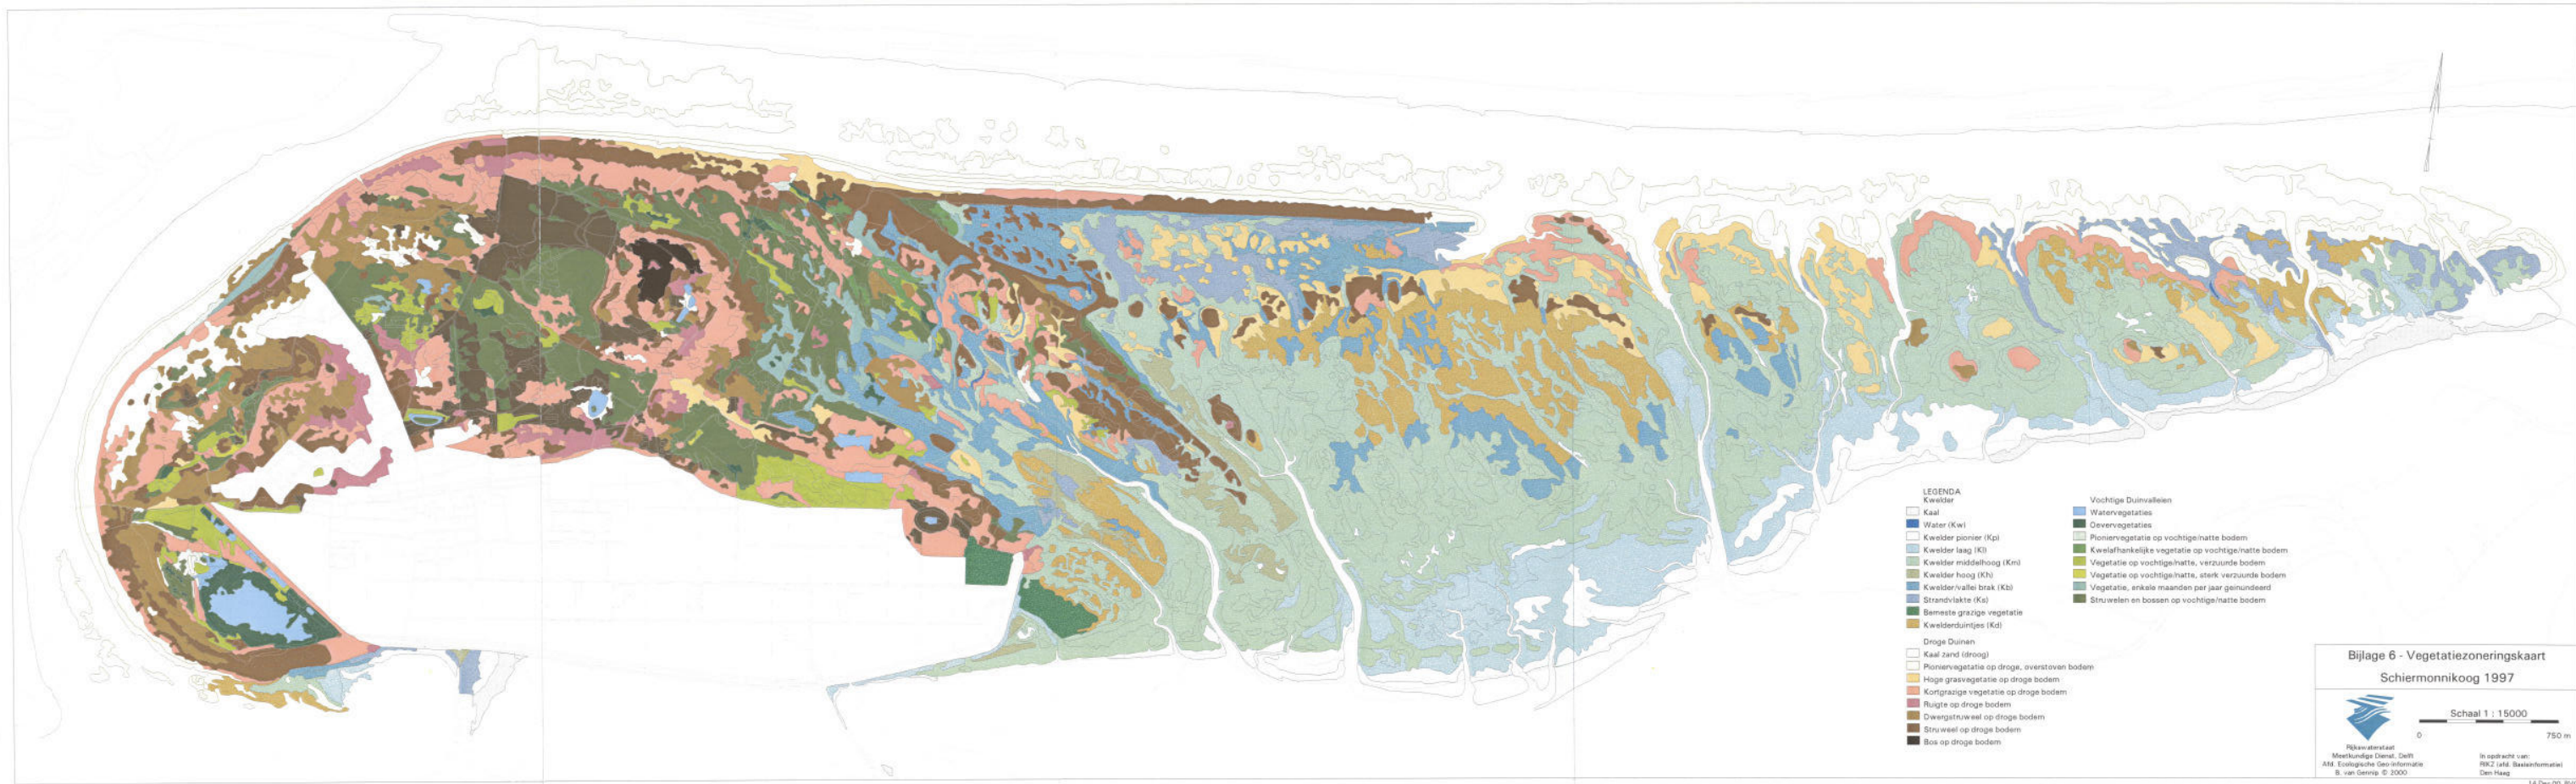 LEGENDA
Kwelder
Kaal
Water (Kw)
Kwelder pionier (Kp)
Kwelder laag (Kl)
Kwelder middelhoog (Km)
Kwelder hoog (Kh)
Kwelder/vallei brak (Kb)
Strandvlakte (Ks)
Bemeste grazige vegetatie
Kwelderduintjes (Kd)
Droge Duinen
Kaal zand (droog)
Pioniervegetatie op droge, overstoven bodem
Hoge grasvegetatie op droge bodem
Kortgrazige vegetatie op droge bodem
Ruigte op droge bodem
Dwergstruweel op droge bodem
Struweel op droge bodem
Bos op droge bodem
Vochtige Duinvalleien
Watervegetaties
Oevervegetaties
Pioniervegetatie op vochtige/natte bodem
Kwelafhankelijke vegetatie op vochtige/natte bodem
Vegetatie op vochtige/natte, verzuurde bodem
Vegetatie op vochtige/natte, sterk verzuurde bodem
Vegetatie, enkele maanden per jaar geinundeerd
Struwelen en bossen op vochtige/natte bodem
Bijlage 6 - Vegetatiezoneringskaart
Schiermonnikoog 1997
Schaal 1 : 15000
0 750 m
Rijkswaterstaat
Meetkundige Dienst, Delft
Afd. Ecologische Geo-informatie
B. van Gennip © 2000
In opdracht van:
RIKZ (afd. Basisinformatie)
Den Haag